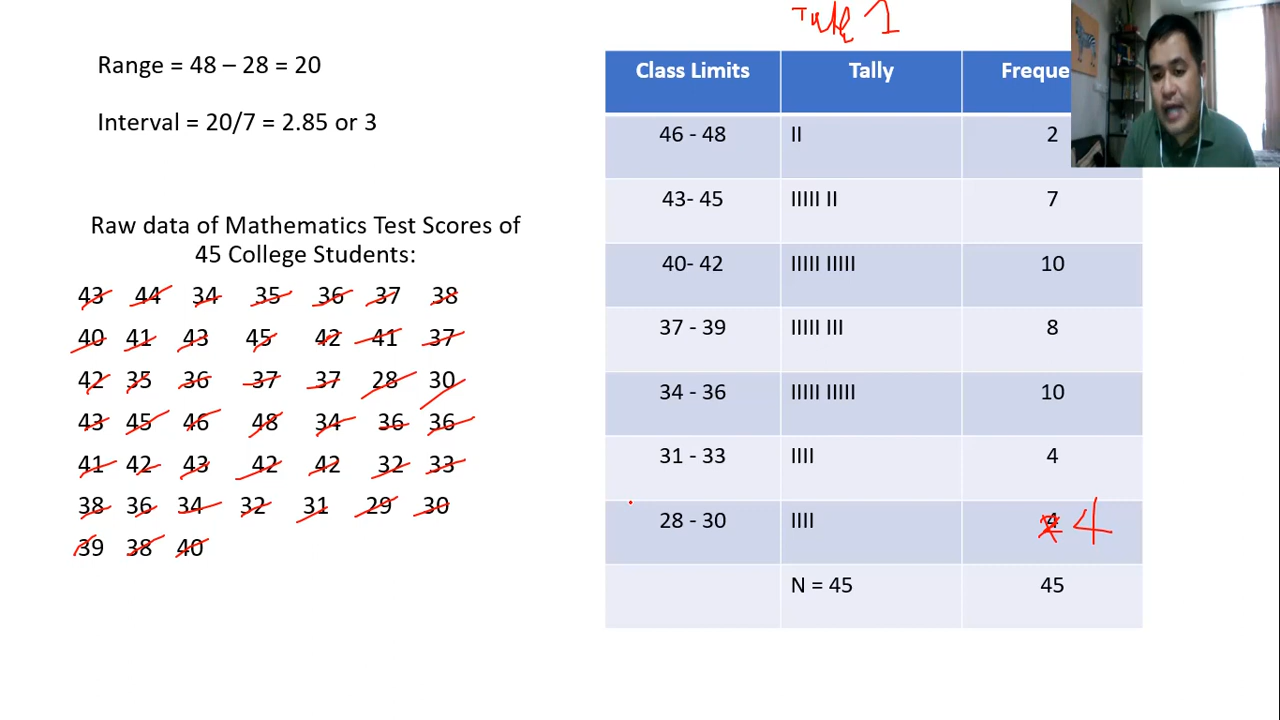 Table 1
Range = 48 – 28 = 20
Interval = 20/7 = 2.85 or 3
Raw data of Mathematics Test Scores of
45 College Students:
43 44 34 35 36 37 38
40 41 43 45 42 41 37
42 35 36 37 37 28 30
43 45 46 48 34 36 36
41 42 43 42 42 32 33
38 36 34 32 31 29 30
39 38 40
Class Limits Tally Freque
46 - 48 II 2
43- 45 IIIII II 7
40- 42 IIIII IIIII 10
37 - 39 IIIII III 8
34 - 36 IIIII IIIII 10
31 - 33 IIII 4
28 - 30 IIII 4 4
N = 45 45